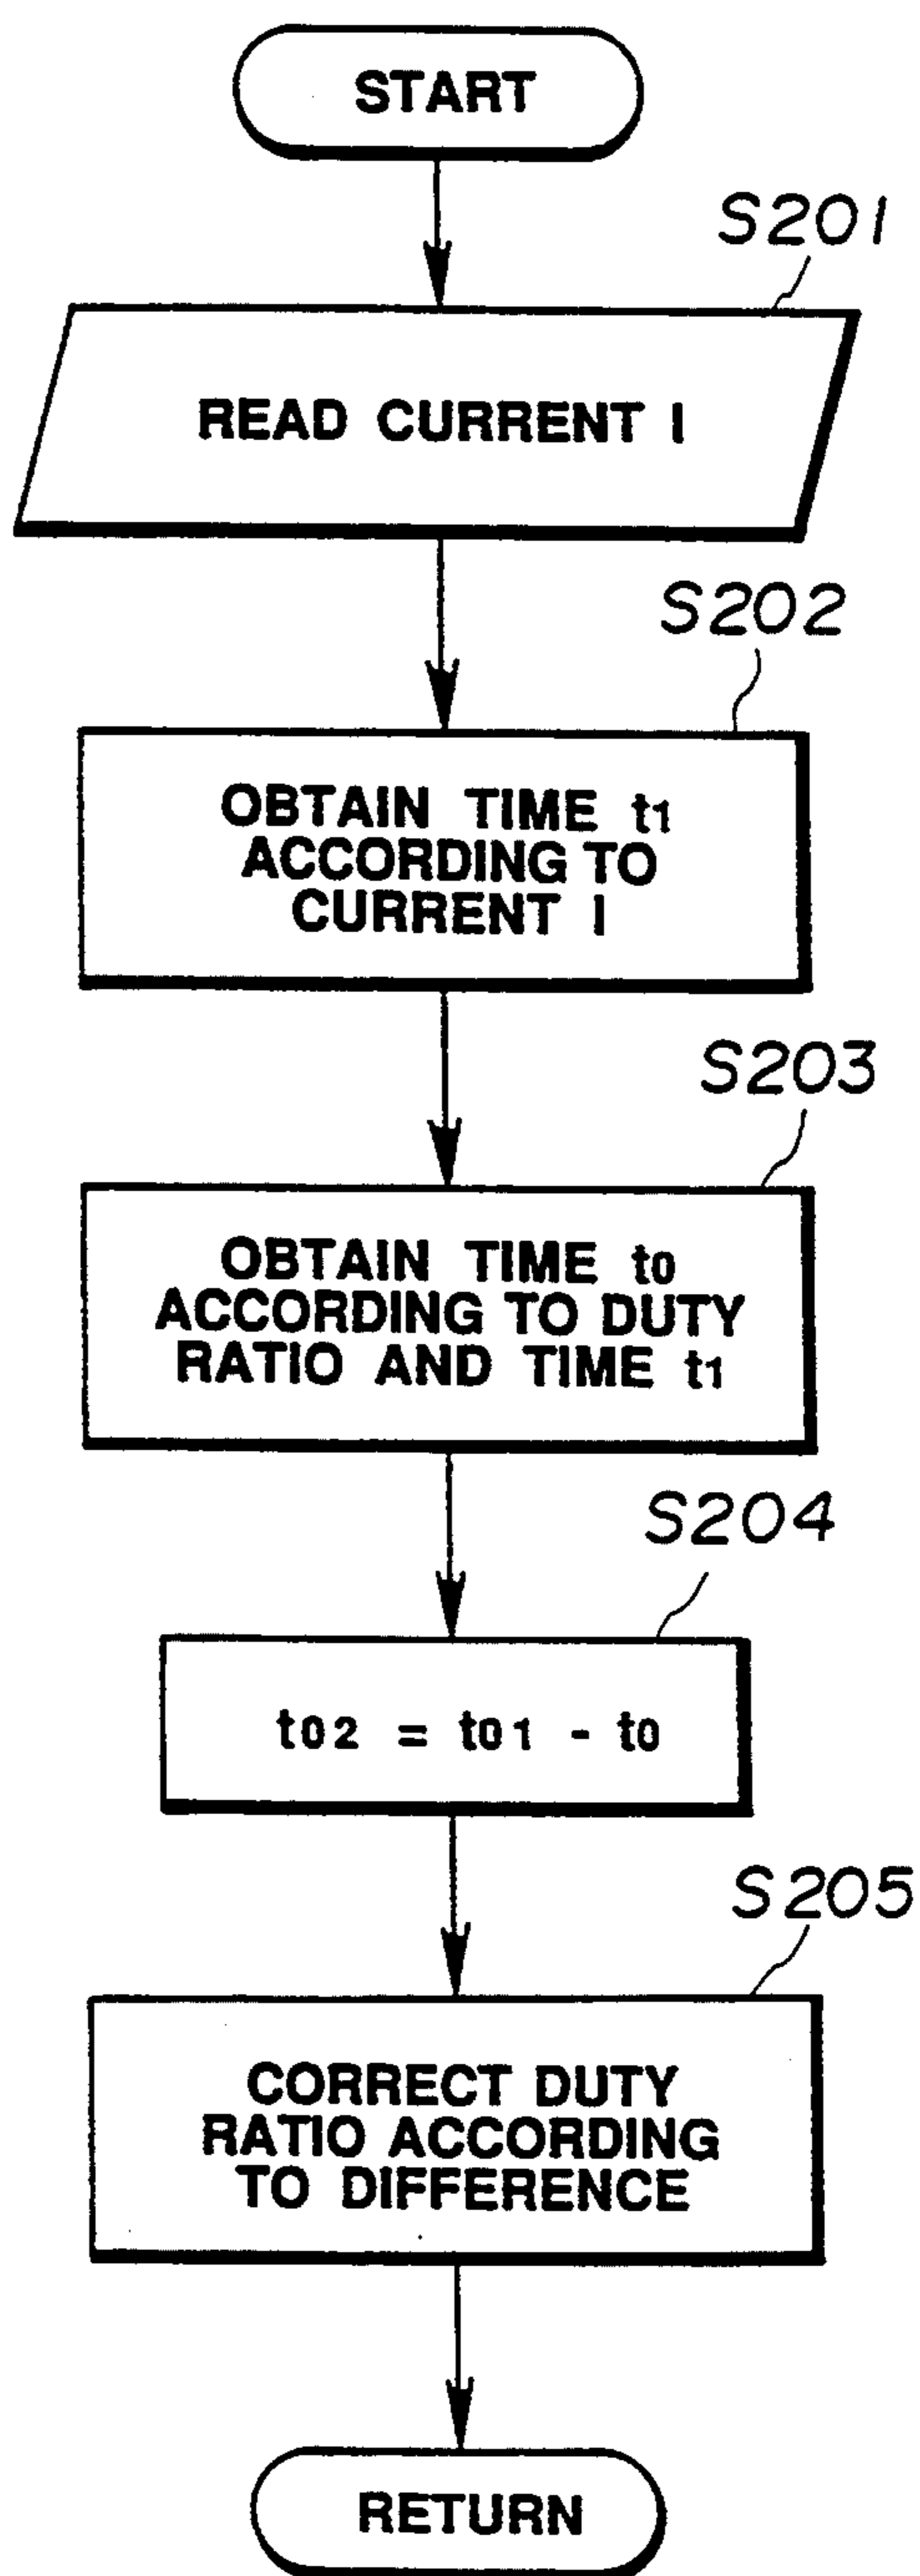 START
S201
READ CURRENT I
S202
OBTAIN TIME t1
ACCORDING TO
CURRENT I
S203
OBTAIN TIME t0
ACCORDING TO DUTY
RATIO AND TIME t1
S204
t02 = t01 - t0
S205
CORRECT DUTY
RATIO ACCORDING
TO DIFFERENCE
RETURN